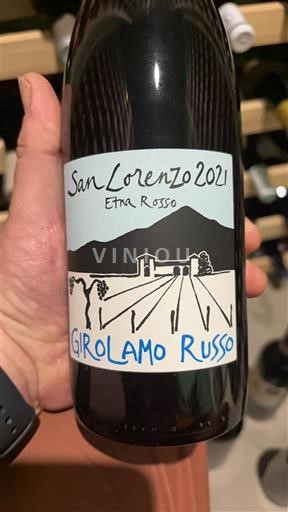 San Lorenzo 2021
Etna Rosso
VINIOU
GIROLAMO RUSSO